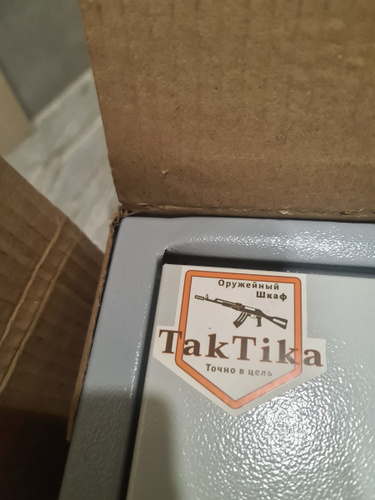 Оружейный
Шкаф
TakTika
Точно в цель